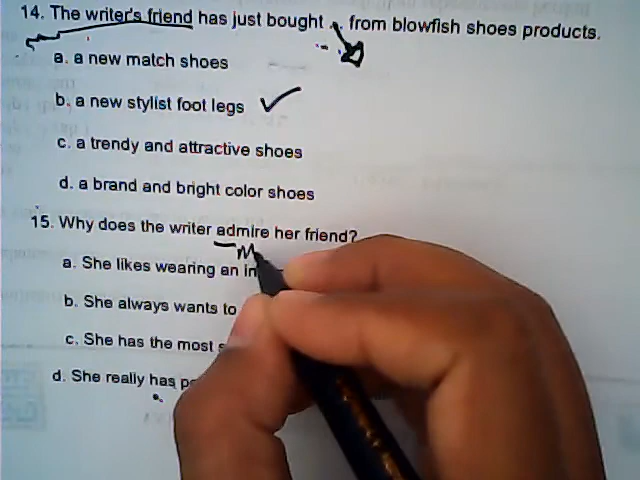 14. The writer's friend has just bought ... from blowfish shoes products.
a. a new match shoes
b. a new stylist foot legs
c. a trendy and attractive shoes
d. a brand and bright color shoes
15. Why does the writer admire her friend?
a. She likes wearing an
b. She always wants to
c. She has the most
d. She really has